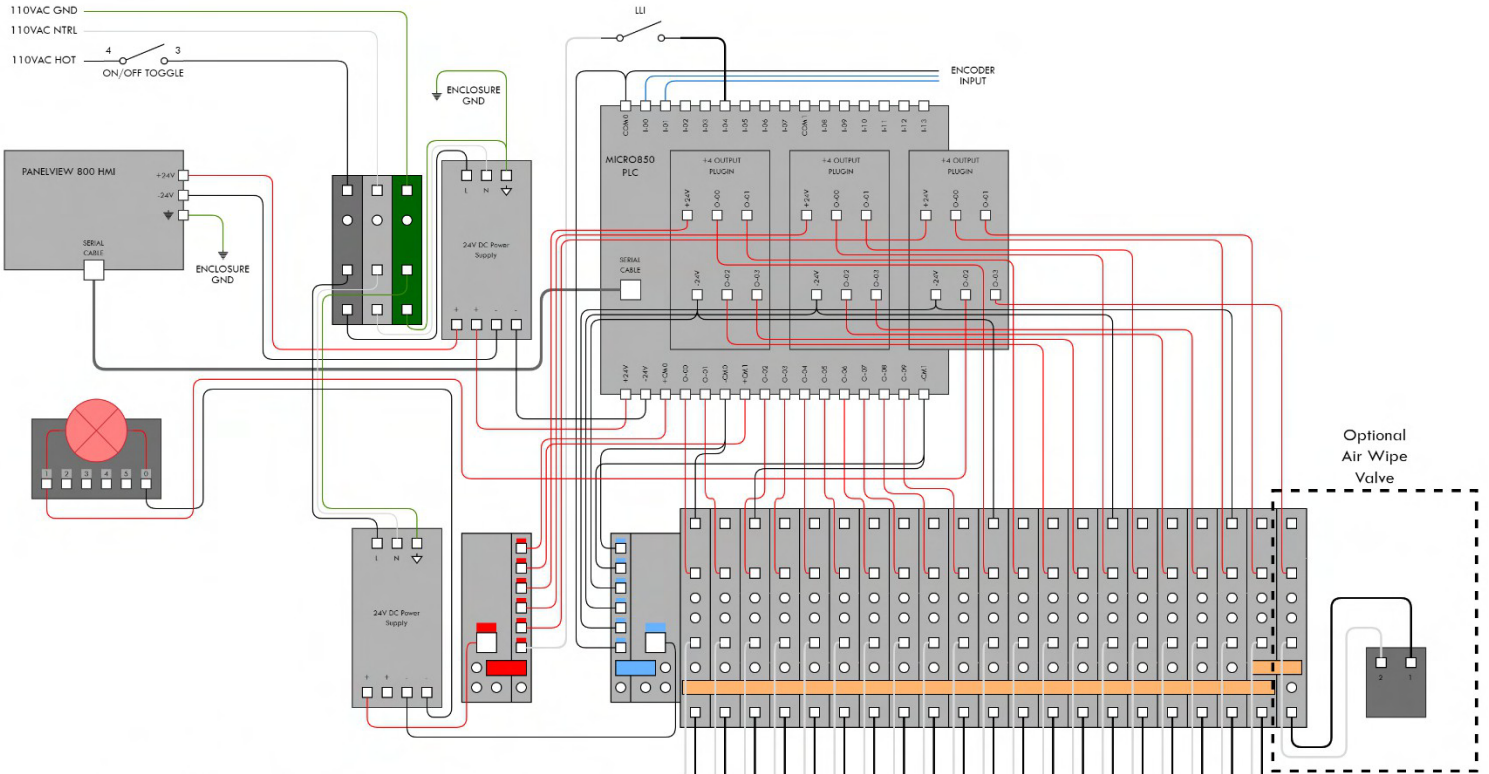 110VAC GND
110VAC NTRL
110VAC HOT
4
3
ON/OFF TOGGLE
LLI
ENCODER
INPUT
ENCLOSURE
GND
PANELVIEW 800 HMI
+24V
-24V
SERIAL
CABLE
ENCLOSURE
GND
L
N
24V DC Power
Supply
+
+
-
-
COM0
I-00
I-01
I-02
I-03
I-04
I-05
I-06
I-07
COM1
I-08
I-09
I-10
I-11
I-12
I-13
MICRO850
PLC
+4 OUTPUT
PLUGIN
+4 OUTPUT
PLUGIN
+4 OUTPUT
PLUGIN
+24V
O-00
O-01
+24V
O-00
O-01
+24V
O-00
O-01
SERIAL
CABLE
-24V
O-02
O-03
-24V
O-02
O-03
-24V
O-02
O-03
+24V
-24V
+CM0
O-00
O-01
-CM0
+CM1
O-02
O-03
O-04
O-05
O-06
O-07
O-08
O-09
-CM1
1
2
3
4
5
0
Optional
Air Wipe
Valve
L
N
24V DC Power
Supply
+
+
-
-
2
1